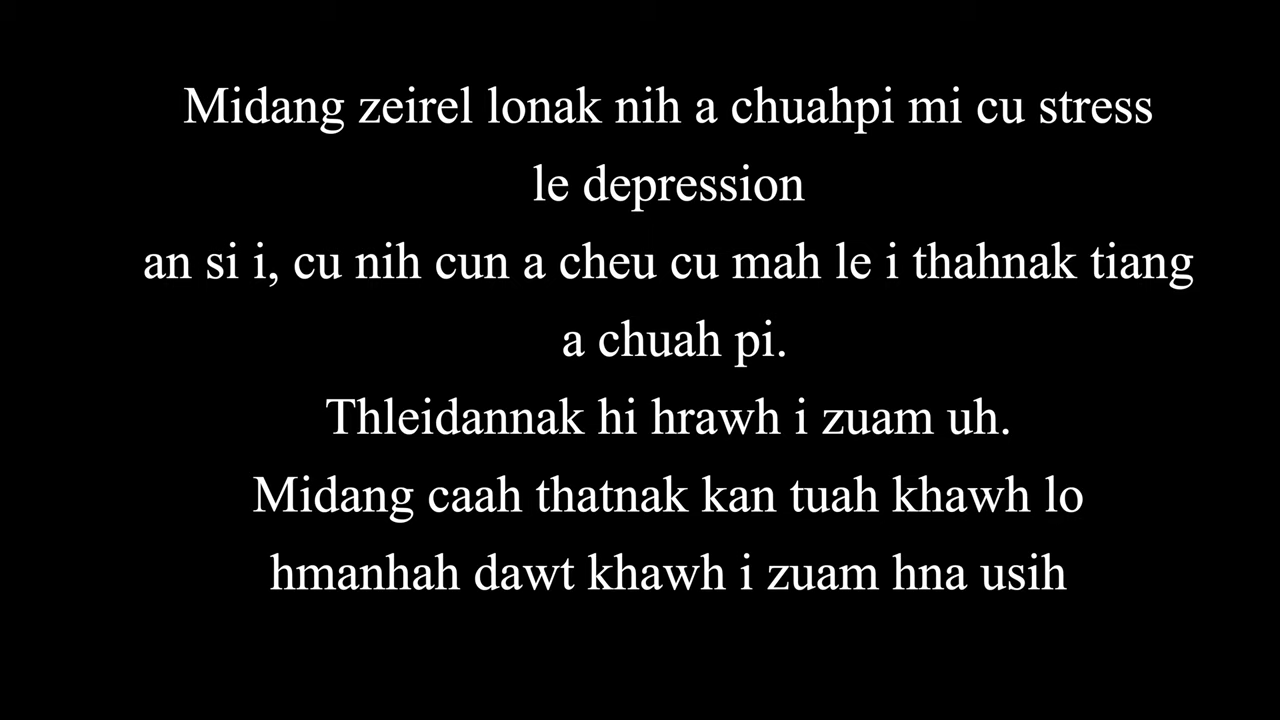 Midang zeirel lonak nih a chuahpi mi cu stress
le depression
an si i, cu nih cun a cheu cu mah le i thahnak tiang
a chuah pi.
Thleidannak hi hrawh i zuam uh.
Midang caah thatnak kan tuah khawh lo
hmanhah dawt khawh i zuam hna usih